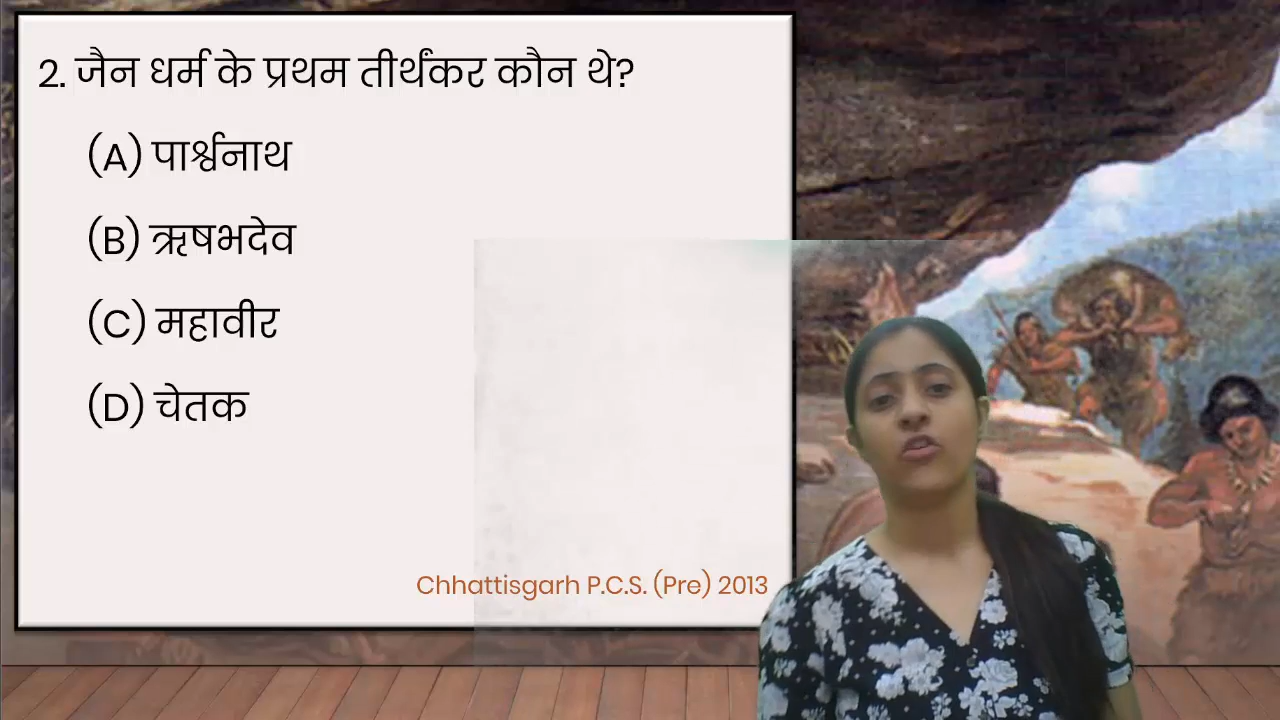 2. जैन धर्म के प्रथम तीर्थंकर कौन थे?
(A) पार्श्वनाथ
(B) ऋषभदेव
(C) महावीर
(D) चेतक
Chhattisgarh P.C.S. (Pre) 2013